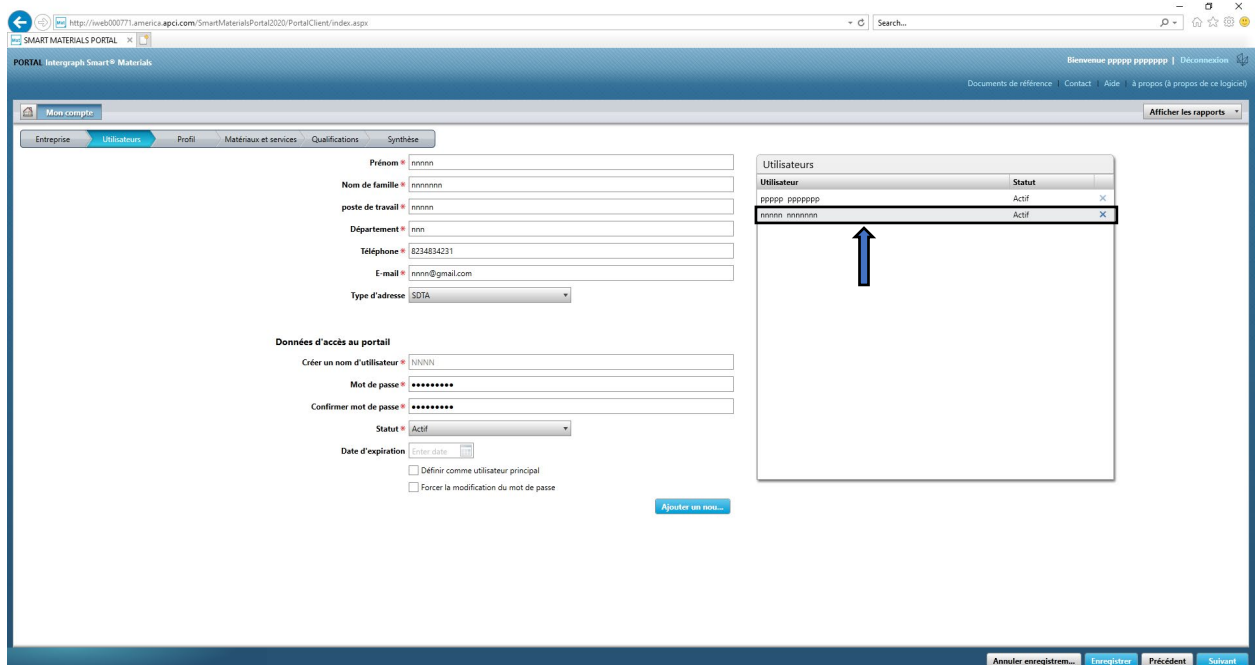 http://iweb000771.america.apci.com/SmartMaterialsPortal2020/PortalClient/index.aspx
Search...
SMART MATERIALS PORTAL
PORTAL Intergraph Smart® Materials
Bienvenue ppppp ppppppp | Déconnexion
Documents de référence | Contact | Aide | à propos (à propos de ce logiciel)
Mon compte
Afficher les rapports
Entreprise Utilisateurs Profil Matériaux et services Qualifications Synthèse
Prénom * nnnnn
Nom de famille * nnnnnnn
poste de travail * nnnnn
Département * nnn
Téléphone * 8234834231
E-mail * nnnn@gmail.com
Type d'adresse SDTA
Données d'accès au portail
Créer un nom d'utilisateur * NNNN
Mot de passe * •••••••••
Confirmer mot de passe * •••••••••
Statut * Actif
Date d'expiration Enter date
Définir comme utilisateur principal
Forcer la modification du mot de passe
Ajouter un nou...
Utilisateurs
Utilisateur Statut
ppppp ppppppp Actif
nnnnn nnnnnnn Actif
Annuler enregistrem... Enregistrer Précédent Suivant